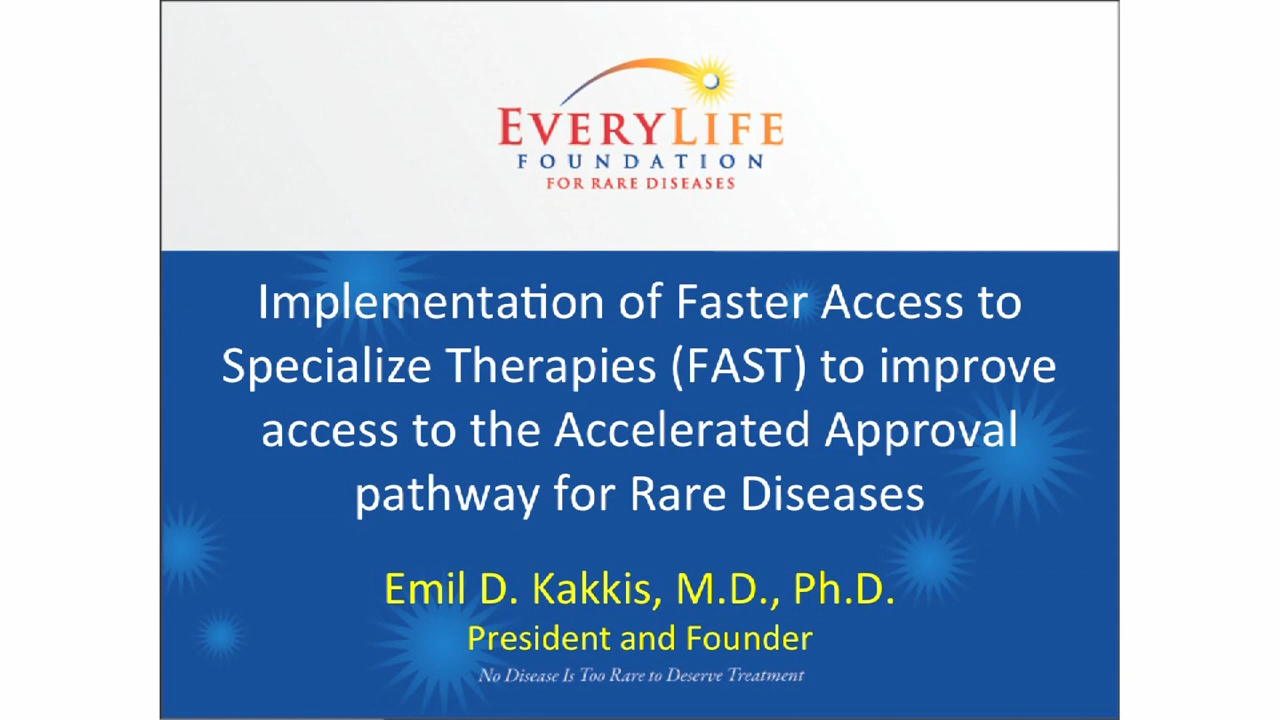 EVERYLIFE
FOUNDATION
FOR RARE DISEASES
Implementation of Faster Access to
Specialize Therapies (FAST) to improve
access to the Accelerated Approval
pathway for Rare Diseases
Emil D. Kakkis, M.D., Ph.D.
President and Founder
No Disease Is Too Rare to Deserve Treatment